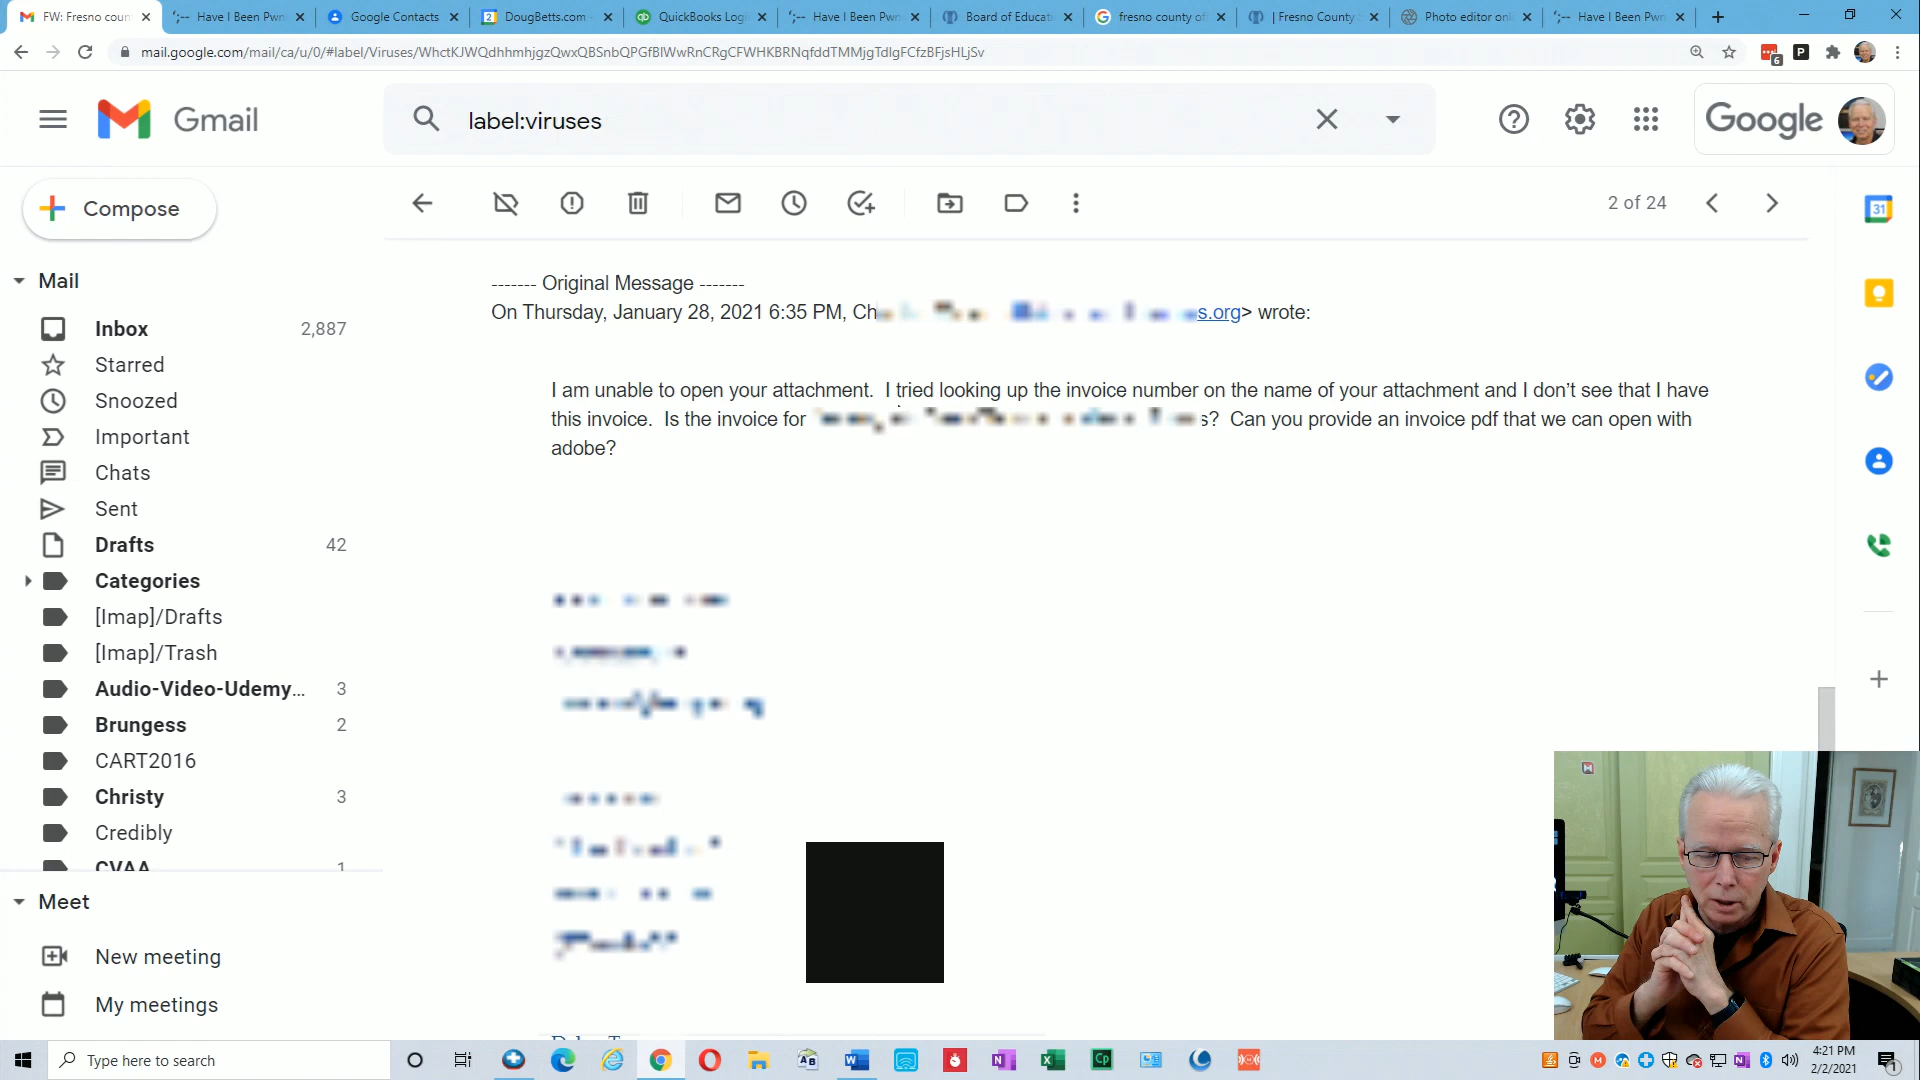 FW: Fresno coun
Have I Been Pwn
Google Contacts
DougBetts.com -
QuickBooks Logi
Have I Been Pwn
Board of Educat
fresno county of
| Fresno County
Photo editor onl
Have I Been Pwn
mail.google.com/mail/ca/u/0/#label/Viruses/WhctKJWQdhhmhjgzQwxQBSnbQPGfBlWwRnCRgCFWHKBRNqfddTMMjgTdlgFCfzBFjsHLjSv
6
P
Gmail
label:viruses
Google
Compose
2 of 24
31
Mail
Inbox 2,887
Starred
Snoozed
Important
Chats
Sent
Drafts 42
Categories
[Imap]/Drafts
[Imap]/Trash
Audio-Video-Udemy... 3
Brungess 2
CART2016
Christy 3
Credibly
CVAA 1
Meet
New meeting
My meetings
------- Original Message -------
On Thursday, January 28, 2021 6:35 PM, Ch s.org> wrote:
I am unable to open your attachment.  I tried looking up the invoice number on the name of your attachment and I don't see that I have
this invoice.  Is the invoice for s?  Can you provide an invoice pdf that we can open with
adobe?
Type here to search
4:21 PM
2/2/2021